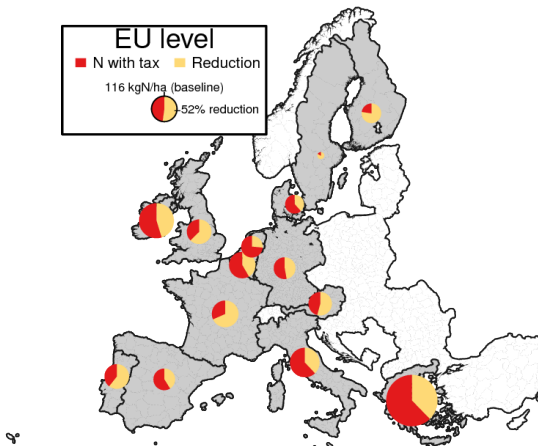 EU level
N with tax Reduction
116 kgN/ha (baseline)
52% reduction